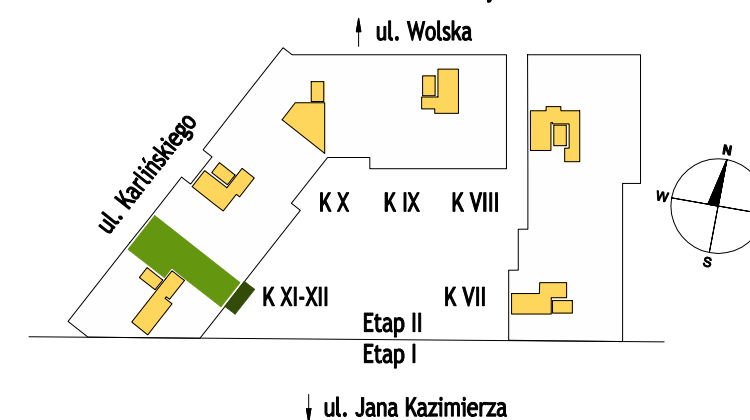 ul. Wolska
ul. Karlińskiego
N
W
S
K X
K IX
K VIII
K XI-XII
K VII
Etap II
Etap I
ul. Jana Kazimierza